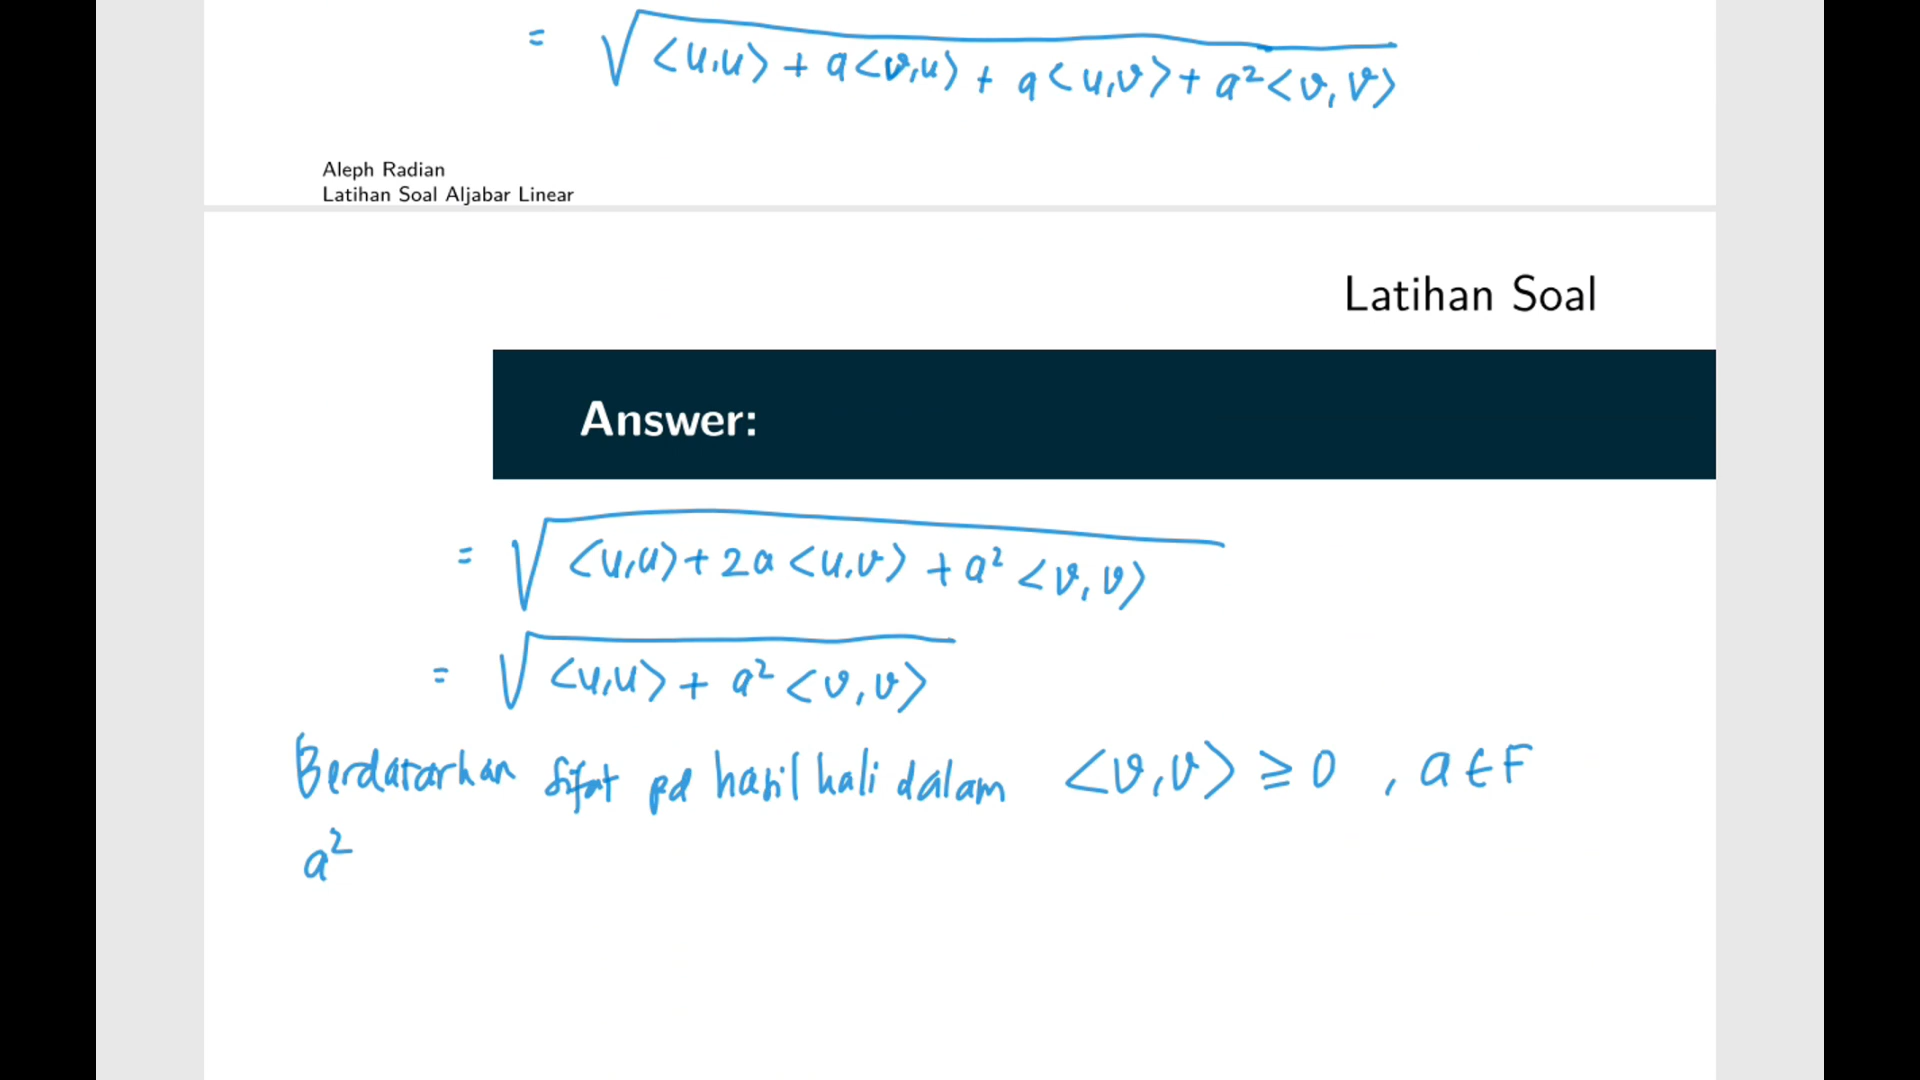 = √<u,u> + a<v,u> + a<u,v> + a²<v,v>
Aleph Radian
Latihan Soal Aljabar Linear
Latihan Soal
Answer:
= √<u,u> + 2a<u,v> + a²<v,v>
= √<u,u> + a²<v,v>
Berdasarkan sifat pd hasil hali dalam <v,v> ≥ 0 , a ∈ F
a²